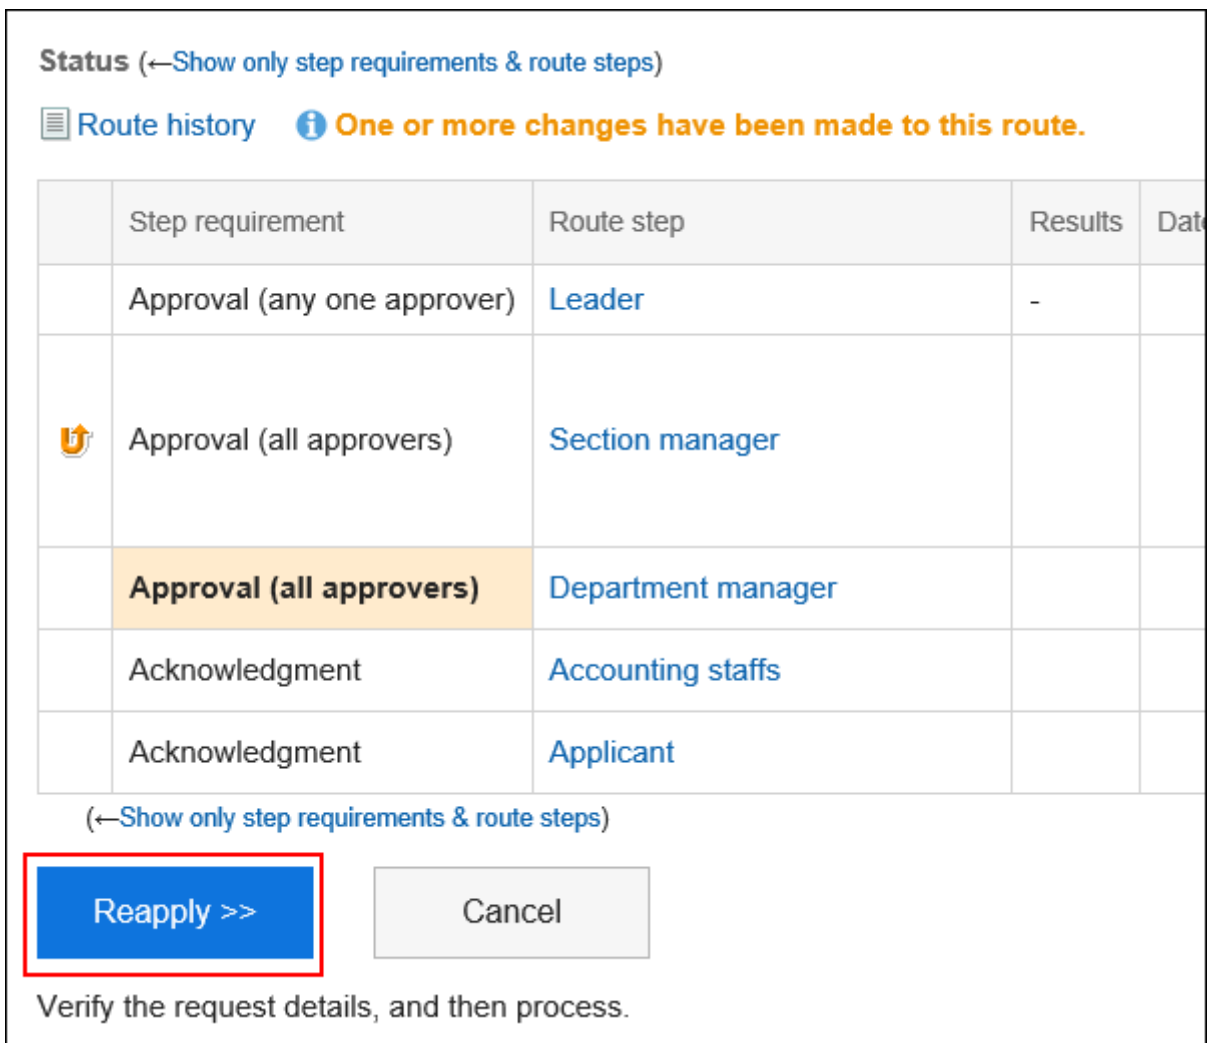 Status (←Show only step requirements & route steps)
Route history One or more changes have been made to this route.
Step requirement Route step Results
Approval (any one approver) Leader -
Approval (all approvers) Section manager
Approval (all approvers) Department manager
Acknowledgment Accounting staffs
Acknowledgment Applicant
(←Show only step requirements & route steps)
Reapply >> Cancel
Verify the request details, and then process.